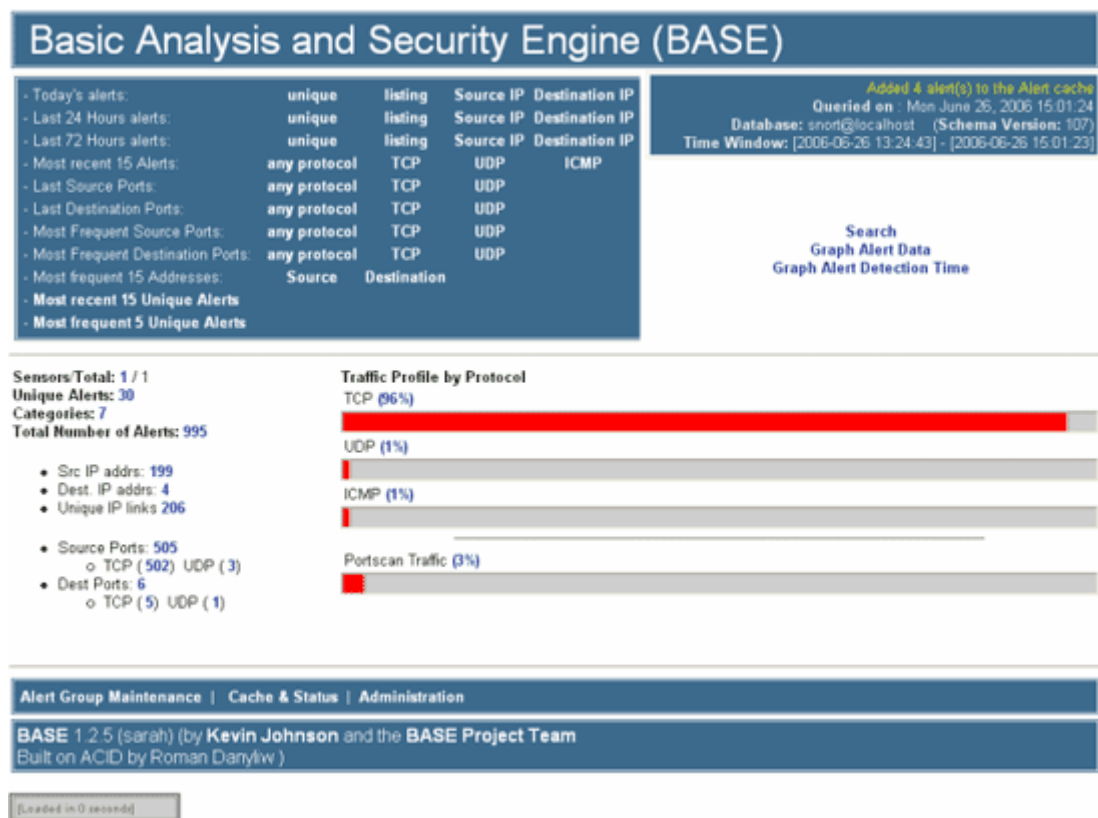 Basic Analysis and Security Engine (BASE)
- Today's alerts: unique listing Source IP Destination IP
- Last 24 Hours alerts: unique listing Source IP Destination IP
- Last 72 Hours alerts: unique listing Source IP Destination IP
- Most recent 15 Alerts: any protocol TCP UDP ICMP
- Last Source Ports: any protocol TCP UDP
- Last Destination Ports: any protocol TCP UDP
- Most Frequent Source Ports: any protocol TCP UDP
- Most Frequent Destination Ports: any protocol TCP UDP
- Most frequent 15 Addresses: Source Destination
- Most recent 15 Unique Alerts
- Most frequent 5 Unique Alerts
Added 4 alert(s) to the Alert cache
Queried on : Mon June 26, 2006 15:01:24
Database: snort@localhost (Schema Version: 107)
Time Window: [2006-06-26 13:24:43] - [2006-06-26 15:01:23]
Search
Graph Alert Data
Graph Alert Detection Time
Sensors/Total: 1 / 1
Unique Alerts: 30
Categories: 7
Total Number of Alerts: 995
• Src IP addrs: 199
• Dest. IP addrs: 4
• Unique IP links 206
• Source Ports: 505
o TCP ( 502) UDP ( 3)
• Dest Ports: 6
o TCP ( 5) UDP ( 1)
Traffic Profile by Protocol
TCP (96%)
UDP (1%)
ICMP (1%)
Portscan Traffic (3%)
Alert Group Maintenance | Cache & Status | Administration
BASE 1.2.5 (sarah) (by Kevin Johnson and the BASE Project Team
Built on ACID by Roman Danyliw )
[Loaded in 0 seconds]